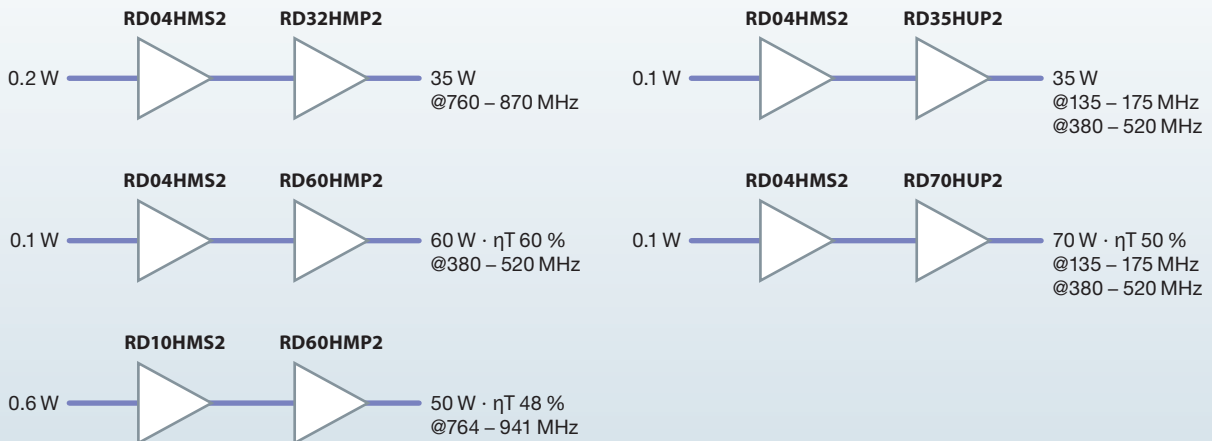 RD04HMS2 RD32HMP2
0.2 W
35 W
@760 – 870 MHz
RD04HMS2 RD35HUP2
0.1 W
35 W
@135 – 175 MHz
@380 – 520 MHz
RD04HMS2 RD60HMP2
0.1 W
60 W · ηT 60 %
@380 – 520 MHz
RD04HMS2 RD70HUP2
0.1 W
70 W · ηT 50 %
@135 – 175 MHz
@380 – 520 MHz
RD10HMS2 RD60HMP2
0.6 W
50 W · ηT 48 %
@764 – 941 MHz